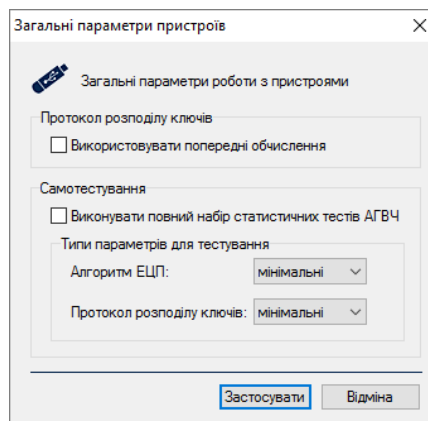 Загальні параметри пристроїв
Загальні параметри роботи з пристроями
Протокол розподілу ключів
Використовувати попередні обчислення
Самотестування
Виконувати повний набір статистичних тестів АГВЧ
Типи параметрів для тестування
Алгоритм ЕЦП: мінімальні
Протокол розподілу ключів: мінімальні
Застосувати Відміна